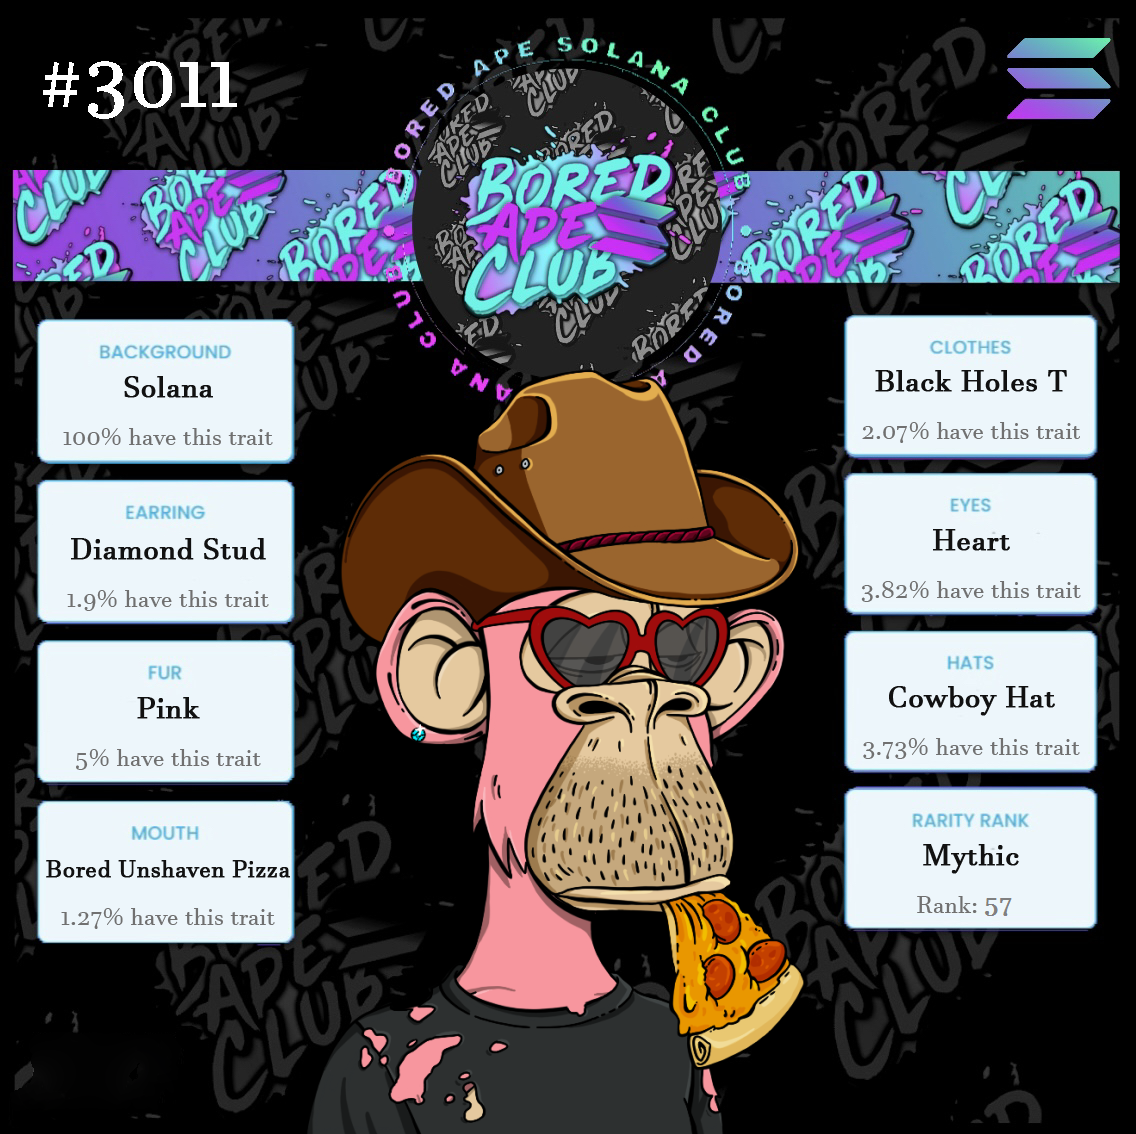 #3011
BORED APE SOLANA CLUB
BORED
APE
CLUB
BACKGROUND
Solana
100% have this trait
EARRING
Diamond Stud
1.9% have this trait
FUR
Pink
5% have this trait
MOUTH
Bored Unshaven Pizza
1.27% have this trait
CLOTHES
Black Holes T
2.07% have this trait
EYES
Heart
3.82% have this trait
HATS
Cowboy Hat
3.73% have this trait
RARITY RANK
Mythic
Rank: 57